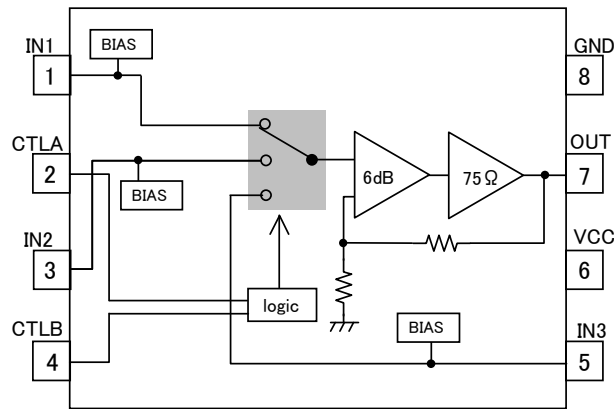 IN1
1
BIAS
GND
8
CTLA
2
BIAS
6dB
75Ω
OUT
7
IN2
3
VCC
6
logic
CTLB
4
BIAS
IN3
5